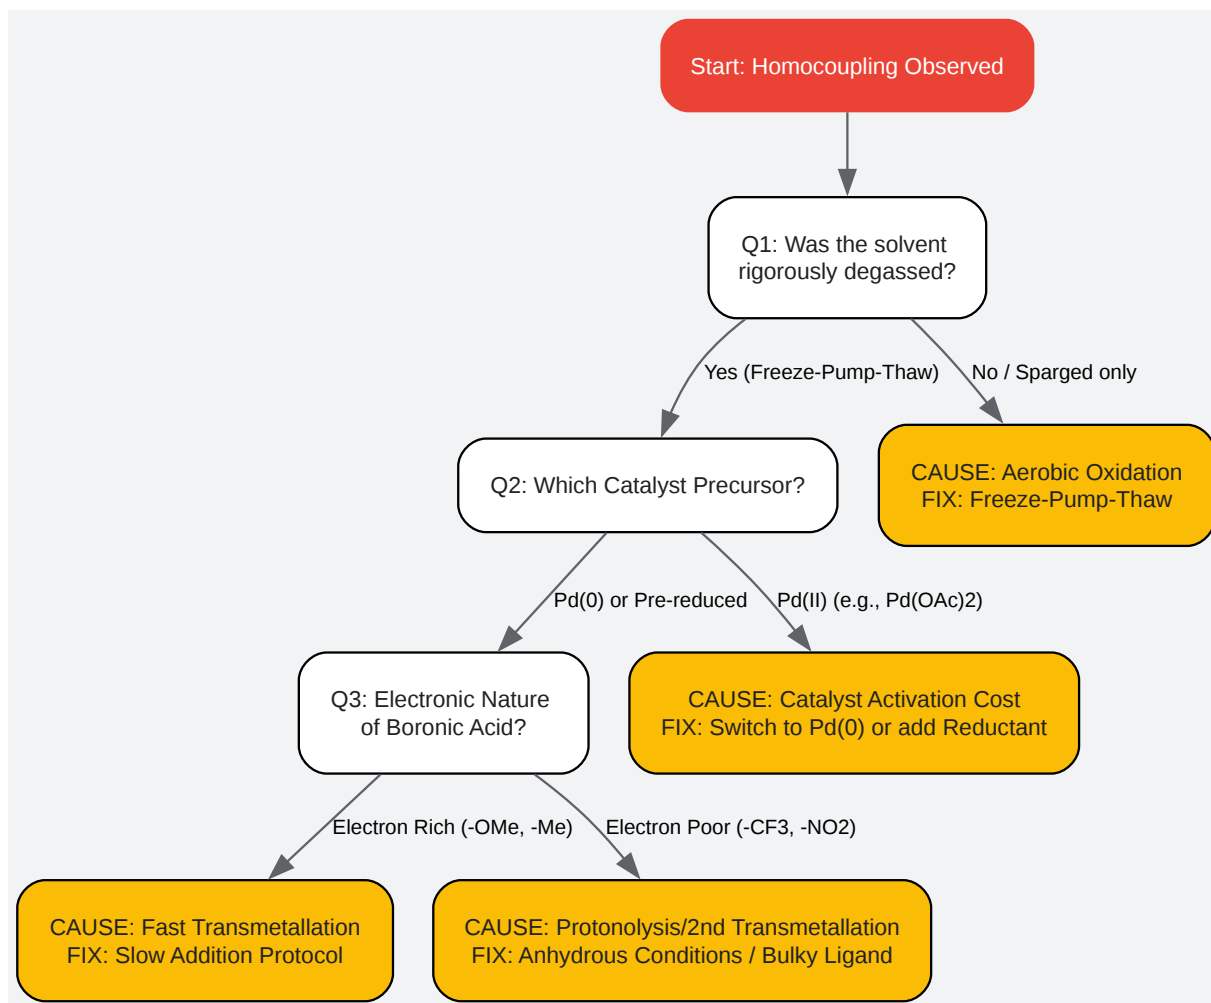 Start: Homocoupling Observed
Q1: Was the solvent
rigorously degassed?
Yes (Freeze-Pump-Thaw)
No / Sparged only
Q2: Which Catalyst Precursor?
CAUSE: Aerobic Oxidation
FIX: Freeze-Pump-Thaw
Pd(0) or Pre-reduced
Pd(II) (e.g., Pd(OAc)2)
Q3: Electronic Nature
of Boronic Acid?
CAUSE: Catalyst Activation Cost
FIX: Switch to Pd(0) or add Reductant
Electron Rich (-OMe, -Me)
Electron Poor (-CF3, -NO2)
CAUSE: Fast Transmetallation
FIX: Slow Addition Protocol
CAUSE: Protonolysis/2nd Transmetallation
FIX: Anhydrous Conditions / Bulky Ligand